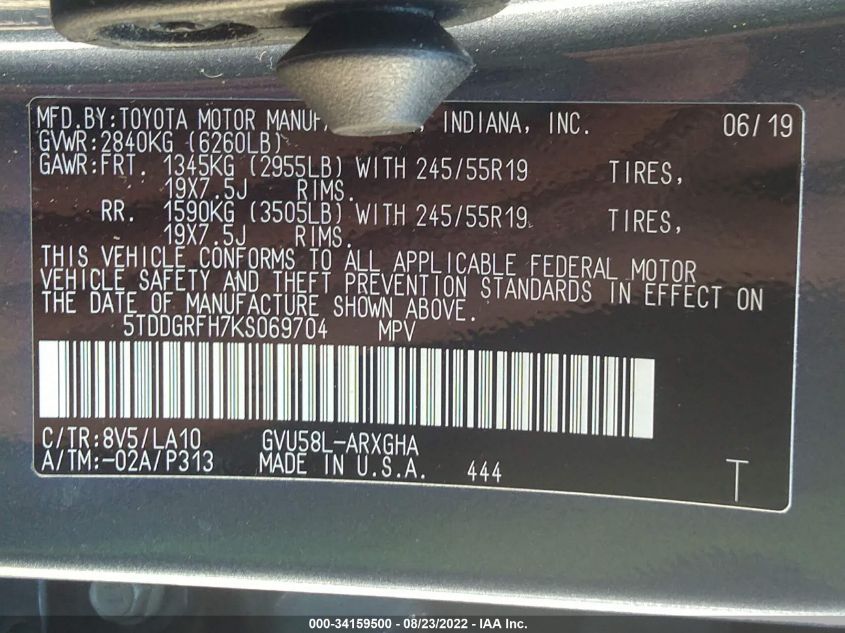 MFD.BY:TOYOTA MOTOR INDIANA, INC. 06/19
GVWR:2840KG (6260LB)
GAWR:FRT. 1345KG (2955LB) WITH 245/55R19 TIRES,
19X7.5J RIMS.
RR. 1590KG (3505LB) WITH 245/55R19 TIRES,
19X7.5J RIMS.
THIS VEHICLE CONFORMS TO ALL APPLICABLE FEDERAL MOTOR
VEHICLE SAFETY AND THEFT PREVENTION STANDARDS IN EFFECT ON
THE DATE OF MANUFACTURE SHOWN ABOVE.
5TDDGRFH7KS069704 MPV
C/TR:8V5/LA10 GVU58L-ARXGHA
A/TM:-02A/P313 MADE IN U.S.A. 444 T
000-34159500 - 08/23/2022 - IAA Inc.